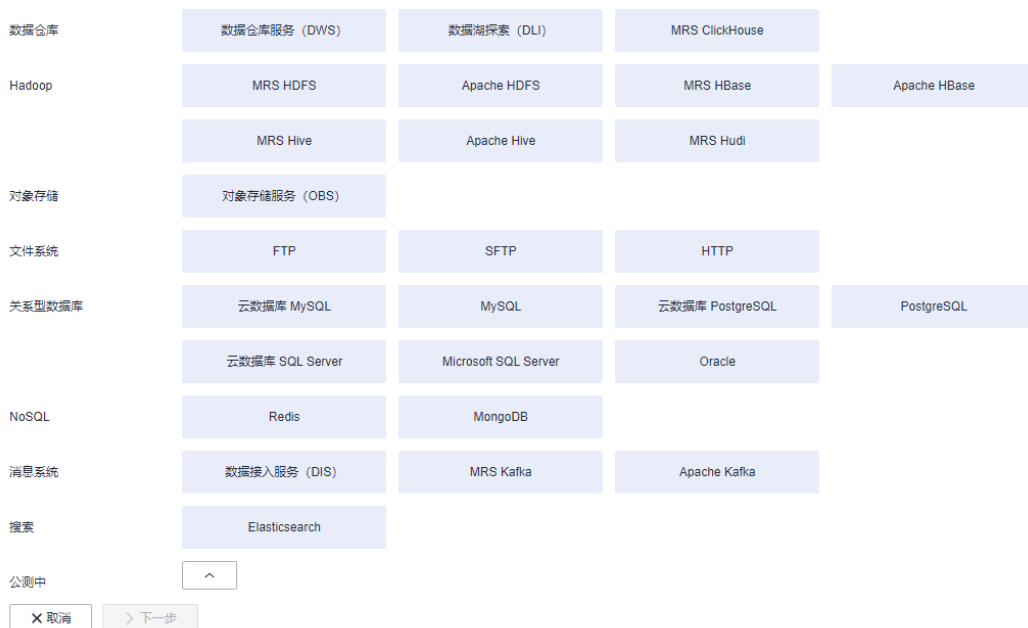 数据仓库 数据仓库服务（DWS） 数据湖探索（DLI） MRS ClickHouse
Hadoop MRS HDFS Apache HDFS MRS HBase Apache HBase
MRS Hive Apache Hive MRS Hudi
对象存储 对象存储服务（OBS）
文件系统 FTP SFTP HTTP
关系型数据库 云数据库 MySQL MySQL 云数据库 PostgreSQL PostgreSQL
云数据库 SQL Server Microsoft SQL Server Oracle
NoSQL Redis MongoDB
消息系统 数据接入服务（DIS） MRS Kafka Apache Kafka
搜索 Elasticsearch
公测中
取消 下一步